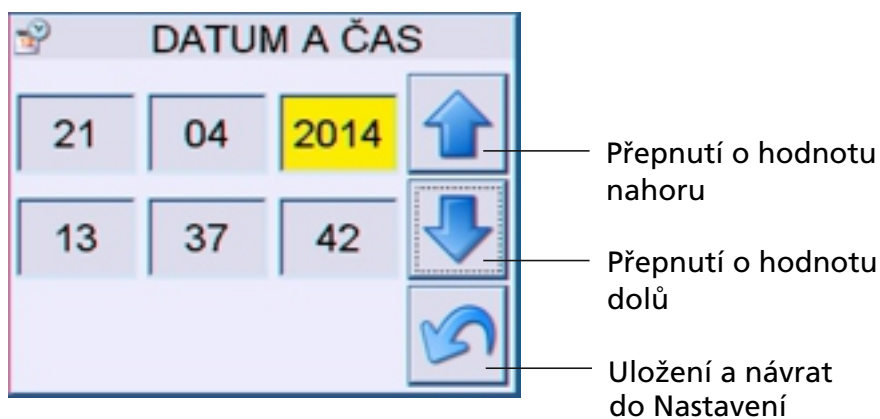 DATUM A ČAS
21 04 2014
13 37 42
Přepnutí o hodnotu
nahoru
Přepnutí o hodnotu
dolů
Uložení a návrat
do Nastavení